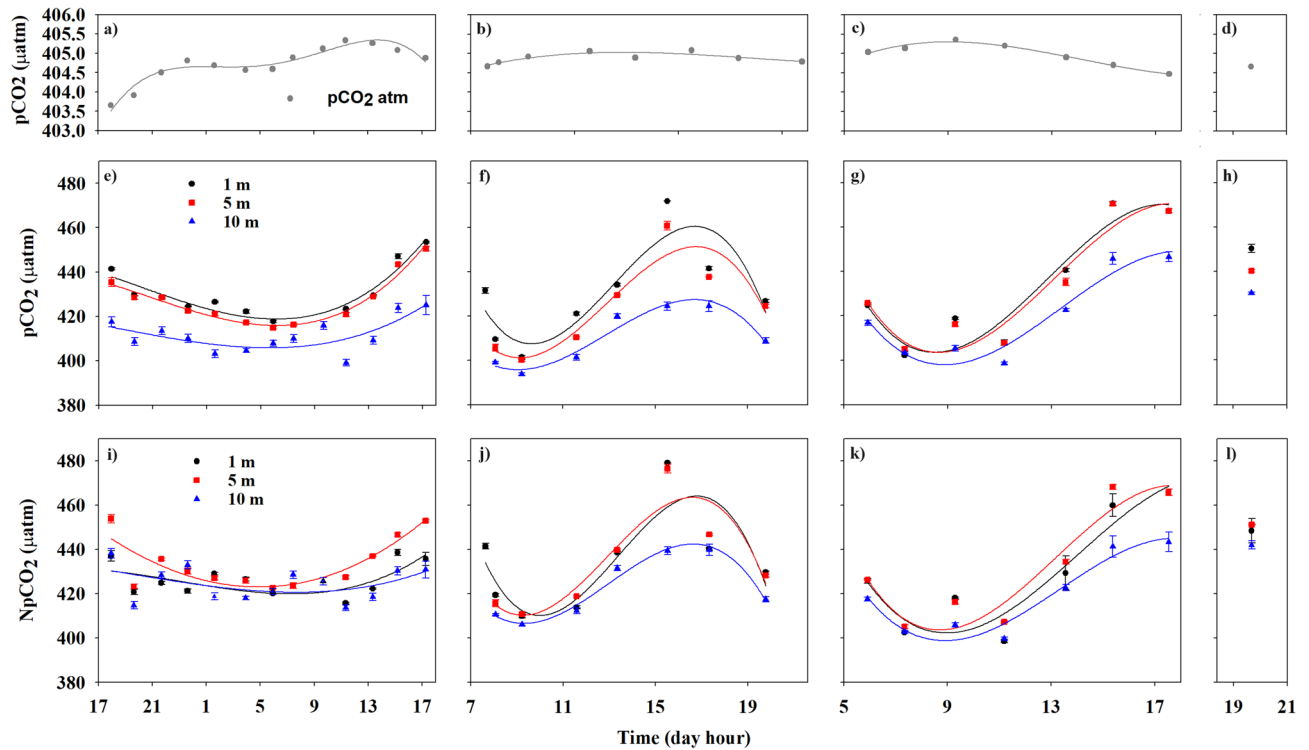 pCO2 (µatm)
406.0
405.5
405.0
404.5
404.0
403.5
403.0
a)
pCO2 atm
b)
c)
d)
pCO2 (µatm)
480
460
440
420
400
380
e)
1 m
5 m
10 m
f)
g)
h)
NpCO2 (µatm)
480
460
440
420
400
380
i)
1 m
5 m
10 m
j)
k)
l)
17 21 1 5 9 13 17
7 11 15 19
5 9 13 17
19 21
Time (day hour)